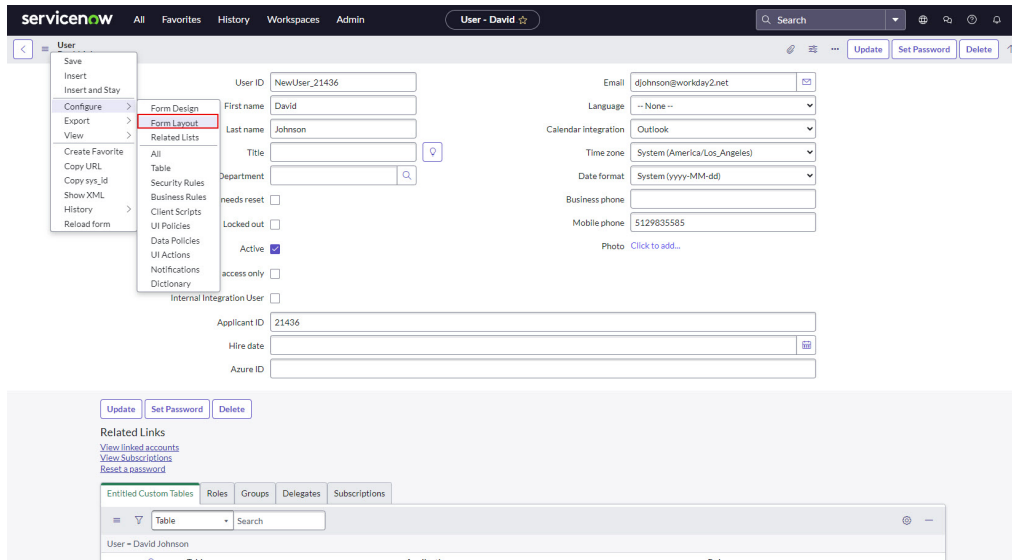 servicenow All Favorites History Workspaces Admin User - David Search
User Update Set Password Delete
Save
Insert
Insert and Stay
Configure
Export
View
Create Favorite
Copy URL
Copy sys_id
Show XML
History
Reload form
Form Design
Form Layout
Related Lists
All
Table
Security Rules
Business Rules
Client Scripts
UI Policies
Data Policies
UI Actions
Notifications
Dictionary
User ID NewUser_21436
First name David
Last name Johnson
Title
Department
needs reset
Locked out
Active
access only
Internal Integration User
Email djohnson@workday2.net
Language -- None --
Calendar integration Outlook
Time zone System (America/Los_Angeles)
Date format System (yyyy-MM-dd)
Business phone
Mobile phone 5129835585
Photo Click to add...
Applicant ID 21436
Hire date
Azure ID
Update Set Password Delete
Related Links
View linked accounts
View Subscriptions
Reset a password
Entitled Custom Tables Roles Groups Delegates Subscriptions
Table Search
User = David Johnson